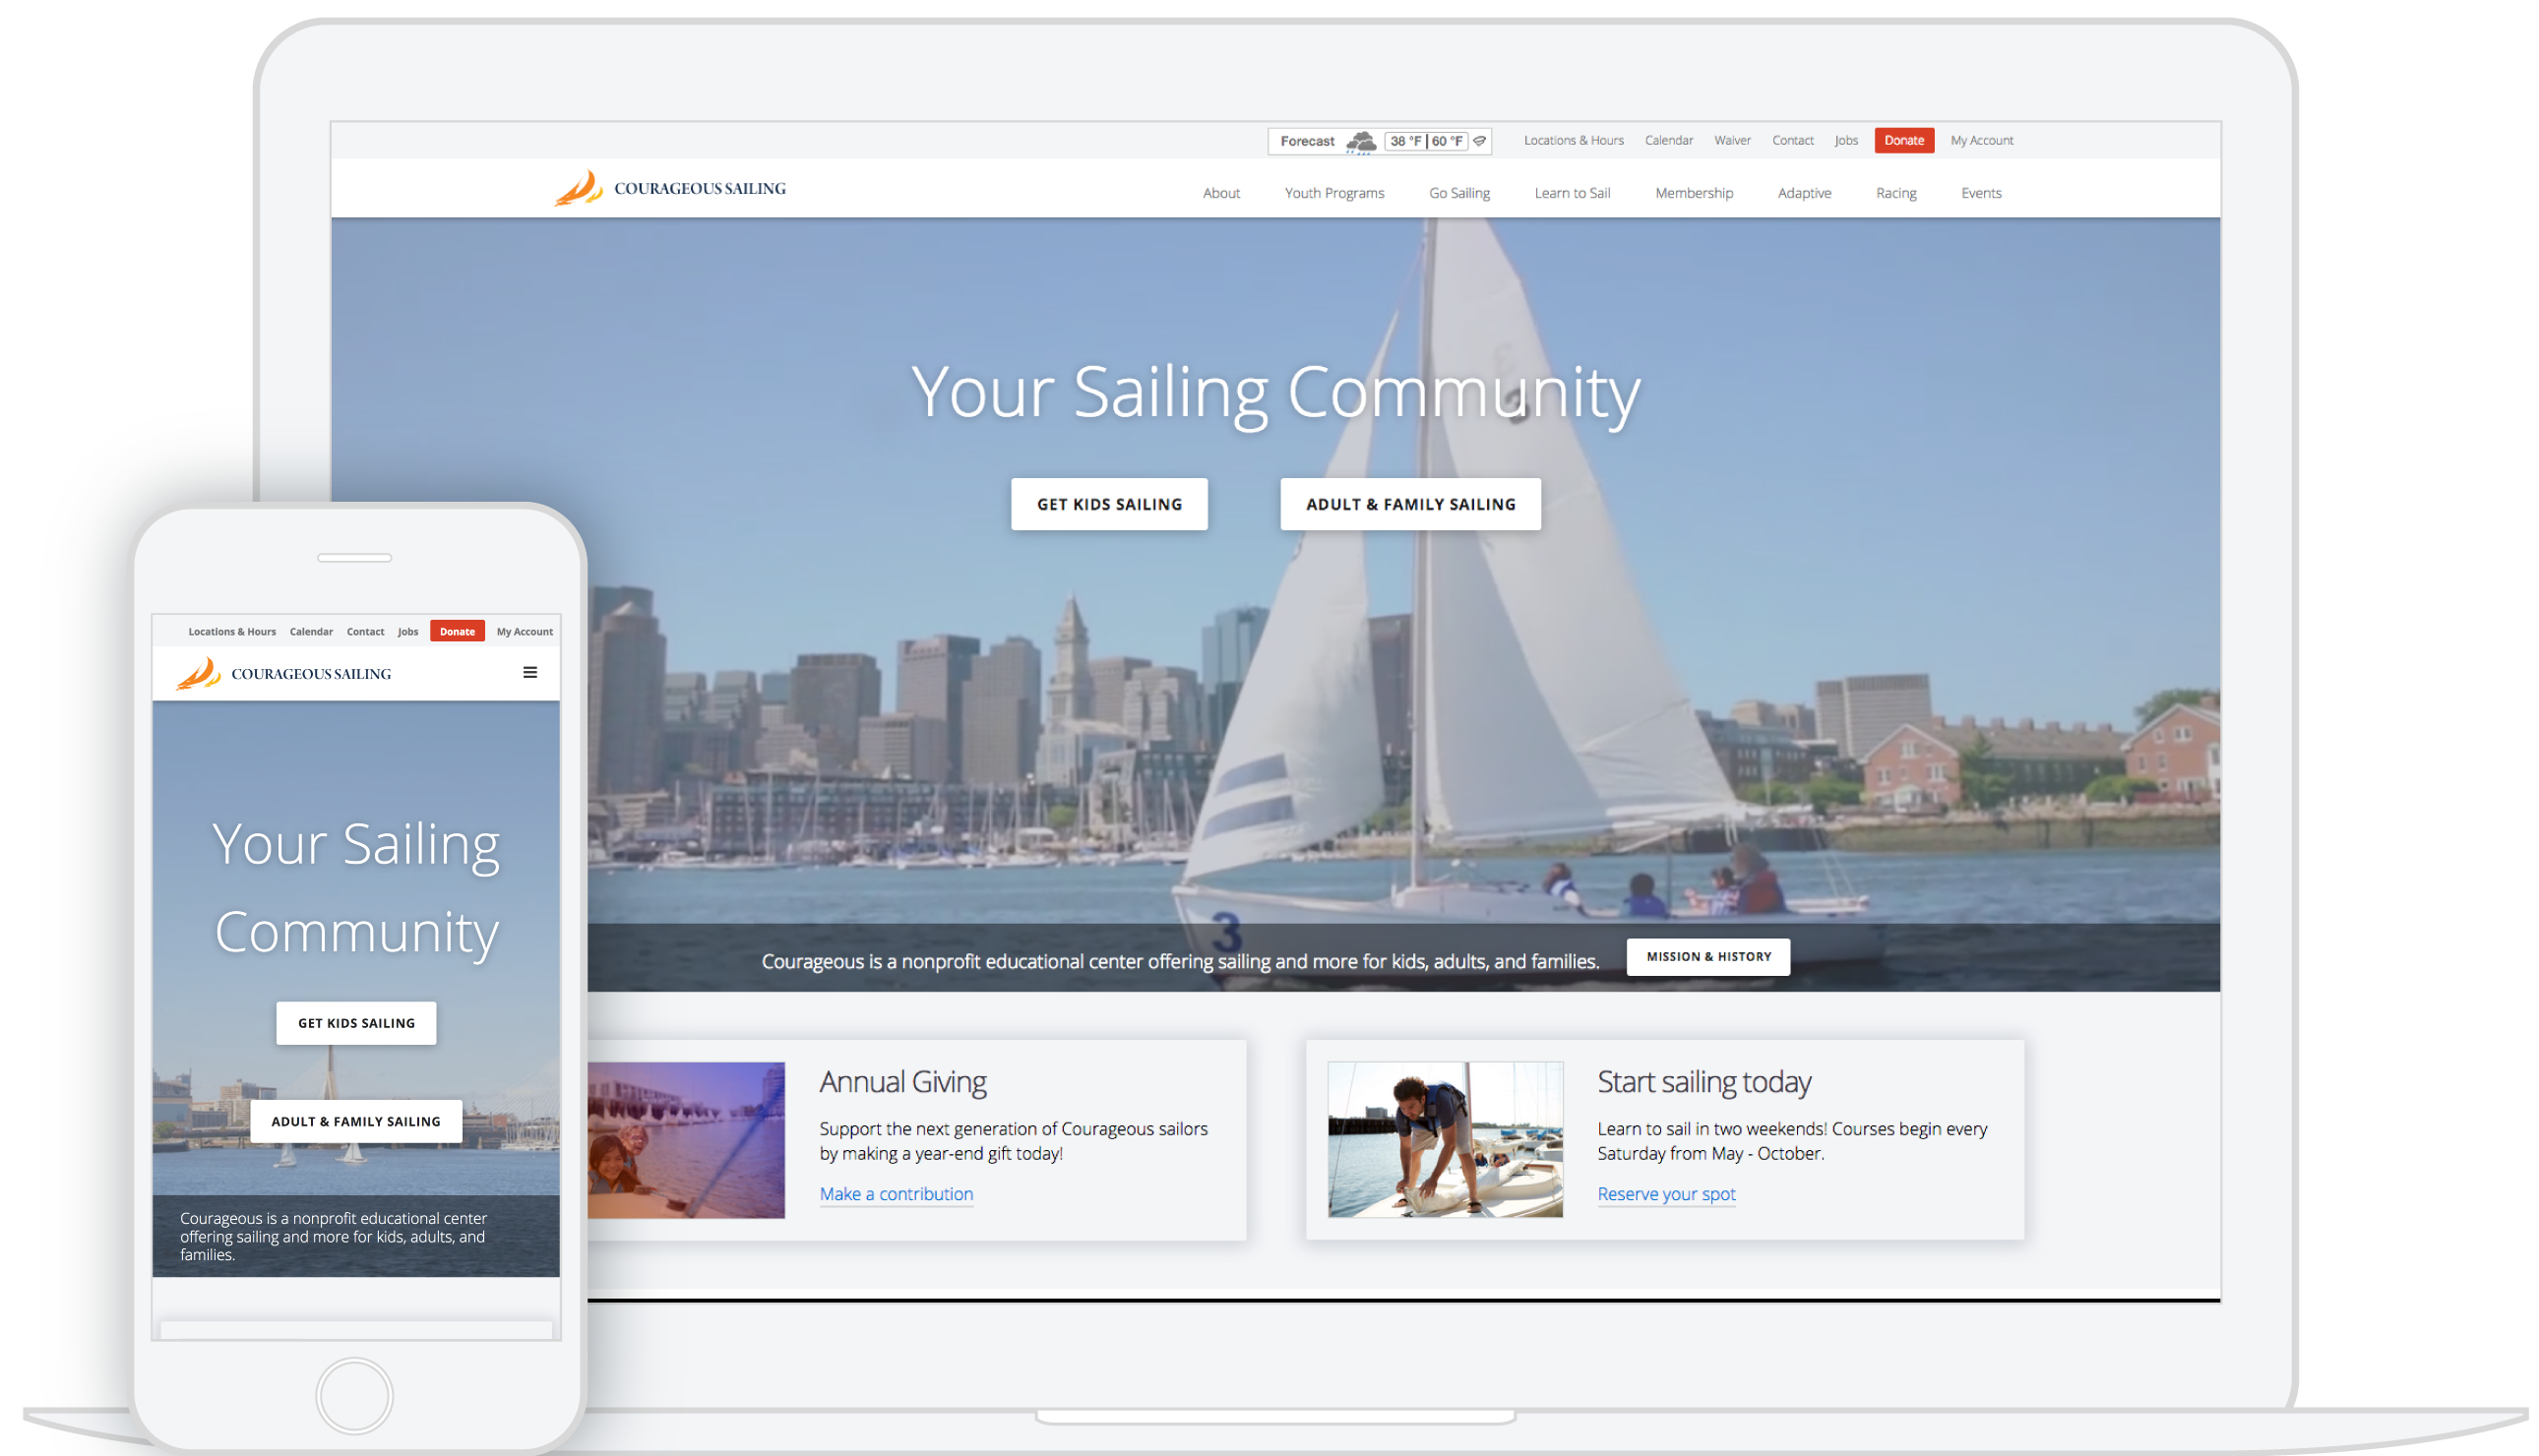 Forecast 38 °F 60 °F Locations & Hours Calendar Waiver Contact Jobs Donate My Account
COURAGEOUS SAILING About Youth Programs Go Sailing Learn to Sail Membership Adaptive Racing Events
Your Sailing Community
GET KIDS SAILING ADULT & FAMILY SAILING
3
3
Courageous is a nonprofit educational center offering sailing and more for kids, adults, and families. MISSION & HISTORY
Annual Giving
Support the next generation of Courageous sailors
by making a year-end gift today!
Make a contribution
Start sailing today
Learn to sail in two weekends! Courses begin every
Saturday from May - October.
Reserve your spot
Locations & Hours Calendar Contact Jobs Donate My Account
COURAGEOUS SAILING
Your Sailing
Community
GET KIDS SAILING
ADULT & FAMILY SAILING
Courageous is a nonprofit educational center
offering sailing and more for kids, adults, and
families.